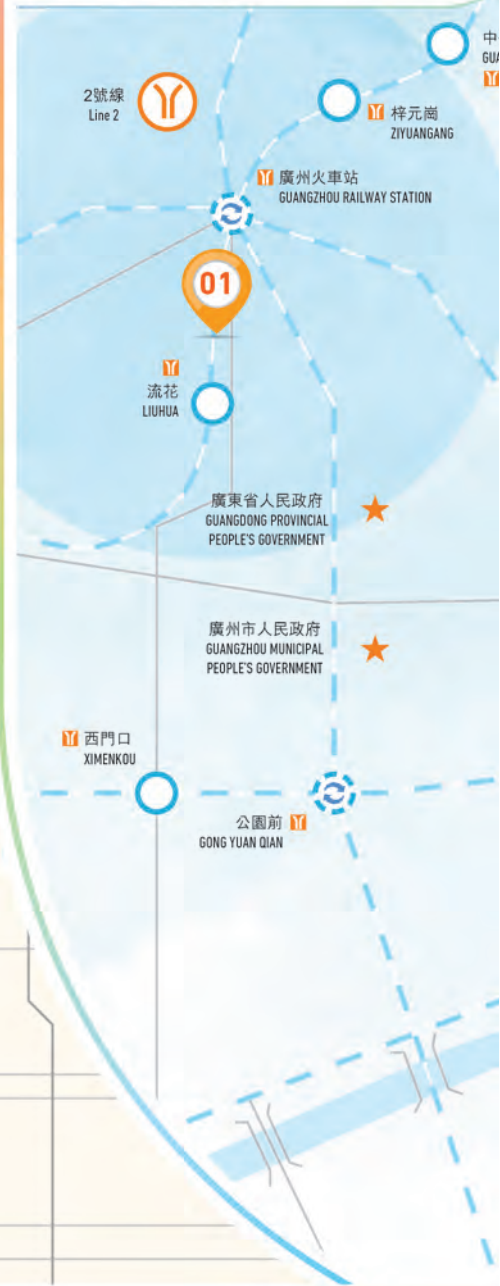 中
GUA
2號線
Line 2
梓元崗
ZIYUANGANG
廣州火車站
GUANGZHOU RAILWAY STATION
01
流花
LIUHUA
廣東省人民政府
GUANGDONG PROVINCIAL
PEOPLE'S GOVERNMENT
廣州市人民政府
GUANGZHOU MUNICIPAL
PEOPLE'S GOVERNMENT
西門口
XIMENKOU
公園前
GONG YUAN QIAN